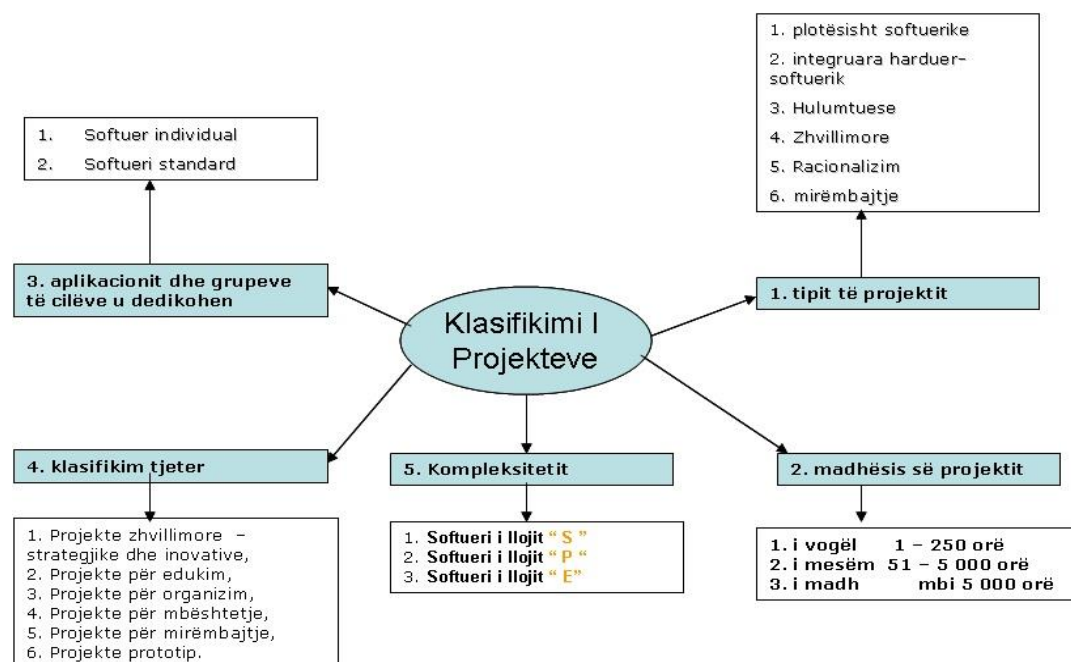 Klasifikimi I
Projekteve
1. tipit të projektit
1. plotësisht softuerike
2. integruara harduer-
softuerik
3. Hulumtuese
4. Zhvillimore
5. Racionalizim
6. mirëmbajtje
2. madhësis së projektit
1. i vogël 1 – 250 orë
2. i mesëm 51 – 5 000 orë
3. i madh mbi 5 000 orë
3. aplikacionit dhe grupeve
të cilëve u dedikohen
1. Softuer individual
2. Softueri standard
4. klasifikim tjeter
1. Projekte zhvillimore –
strategjike dhe inovative,
2. Projekte për edukim,
3. Projekte për organizim,
4. Projekte për mbështetje,
5. Projekte për mirëmbajtje,
6. Projekte prototip.
5. Kompleksitetit
1. Softueri i llojit “ S ”
2. Softueri i llojit “ P “
3. Softueri i llojit “ E”